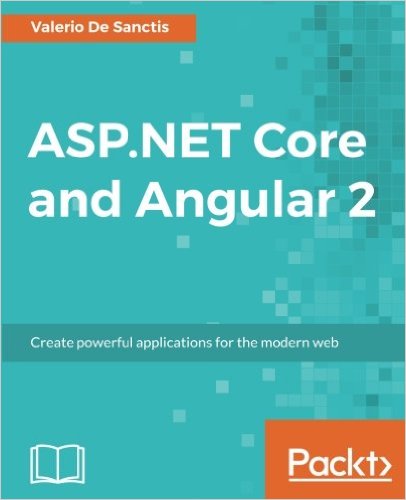 Valerio De Sanctis
ASP.NET Core
and Angular 2
Create powerful applications for the modern web
Packt>